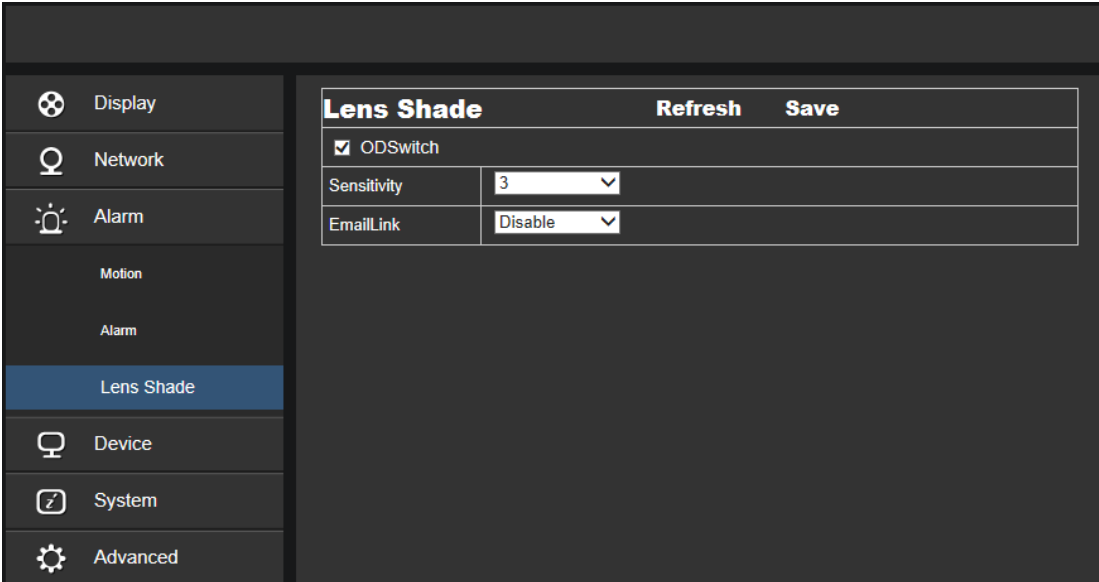 Display
Network
Alarm
Motion
Alarm
Lens Shade
Device
System
Advanced
Lens Shade Refresh Save
ODSwitch
Sensitivity 3
EmailLink Disable